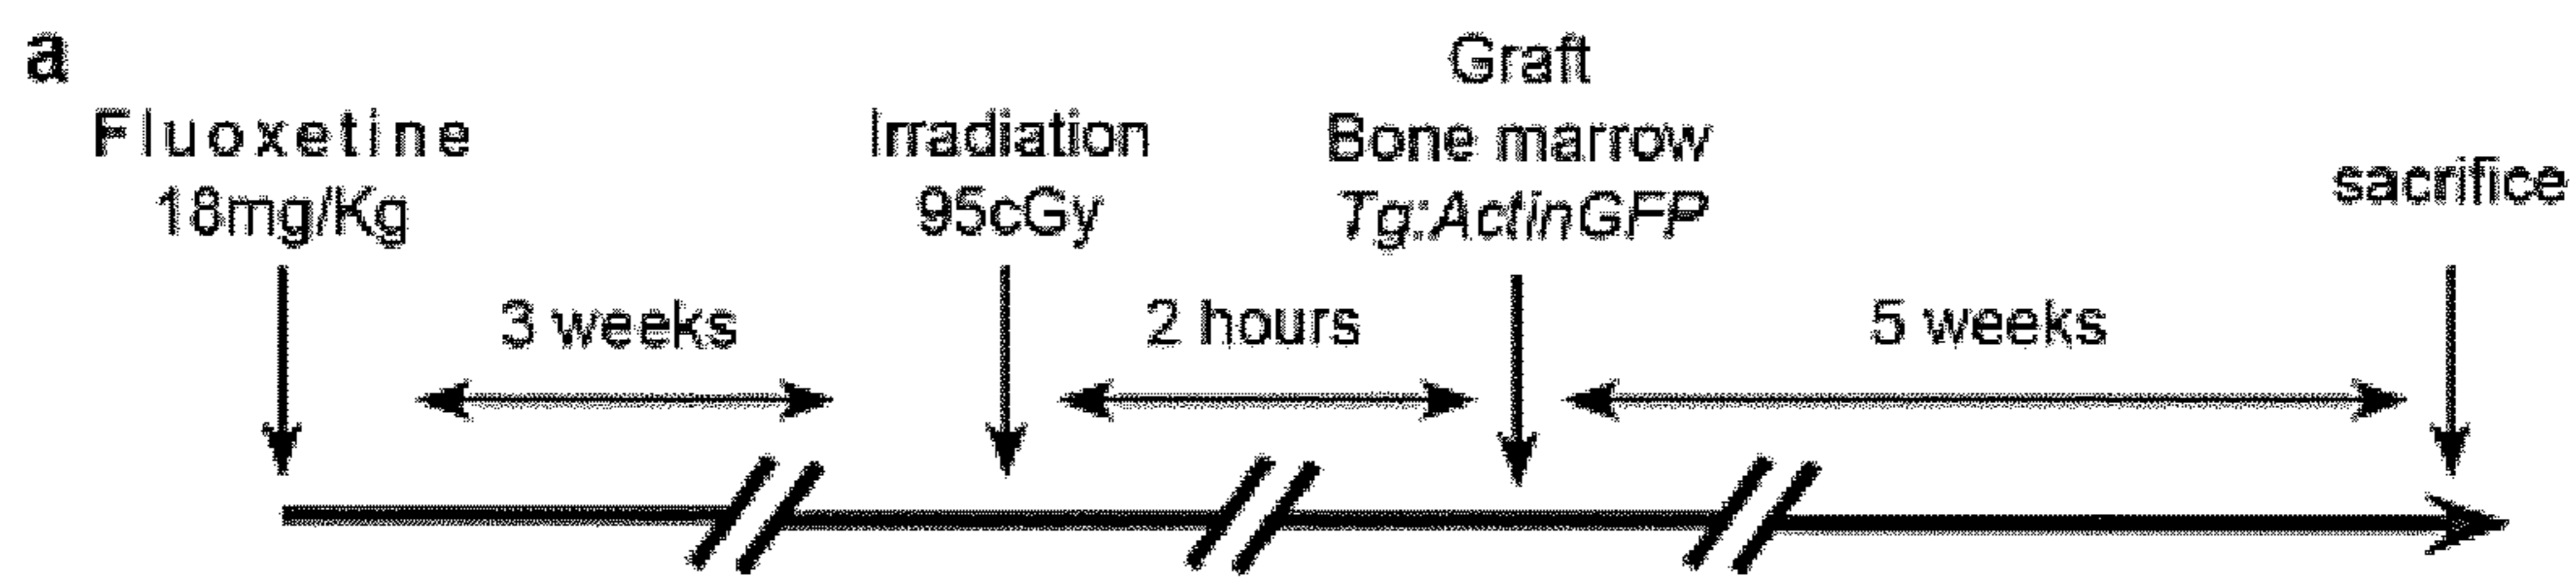 a
Fluoxetine
18mg/Kg
Irradiation
95cGy
Graft
Bone marrow
Tg:ActinGFP
sacrifice
3 weeks
2 hours
5 weeks